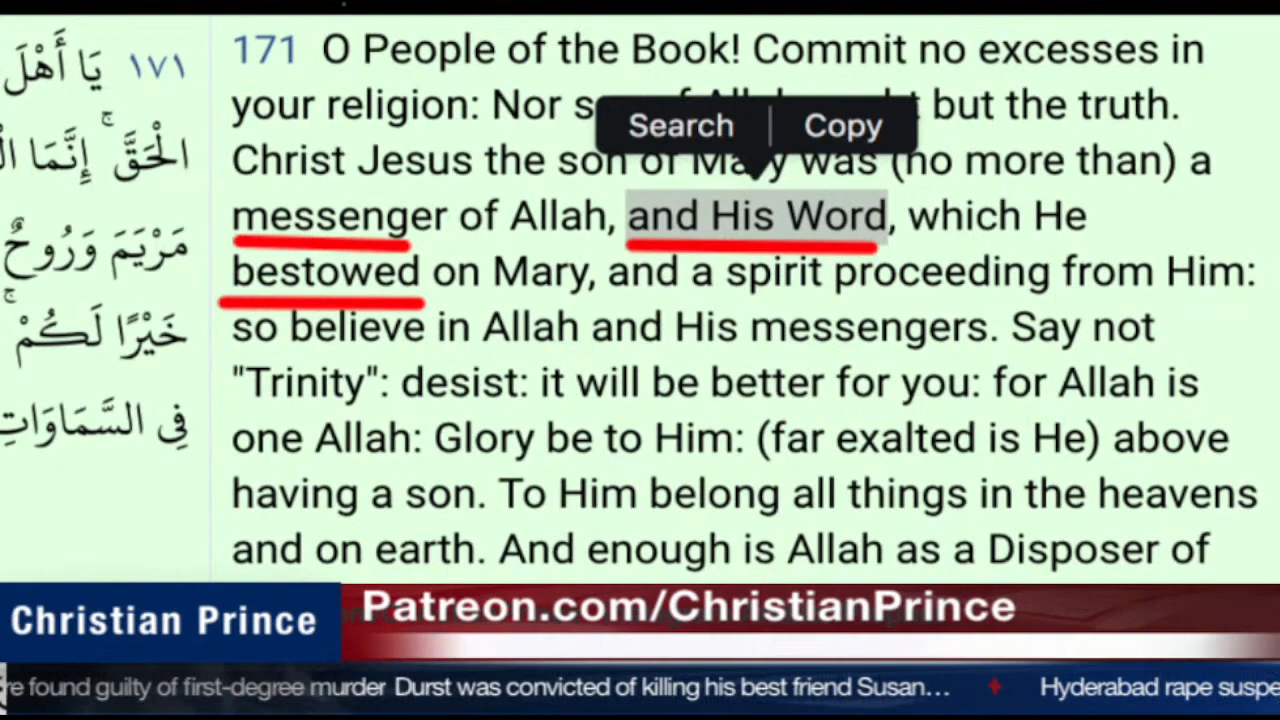 ١٧١ يَا أَهْلَ
الْحَقَّ ۚ إِنَّمَا
مَرْيَمَ وَرُوحٌ
خَيْرًا لَكُمْ ۚ
فِي السَّمَاوَاتِ
171 O People of the Book! Commit no excesses in
your religion: Nor but the truth.
Search Copy
Christ Jesus the son of Mary was (no more than) a
messenger of Allah, and His Word, which He
bestowed on Mary, and a spirit proceeding from Him:
so believe in Allah and His messengers. Say not
"Trinity": desist: it will be better for you: for Allah is
one Allah: Glory be to Him: (far exalted is He) above
having a son. To Him belong all things in the heavens
and on earth. And enough is Allah as a Disposer of
Christian Prince
Patreon.com/ChristianPrince
re found guilty of first-degree murder Durst was convicted of killing his best friend Susan... ♦ Hyderabad rape suspe